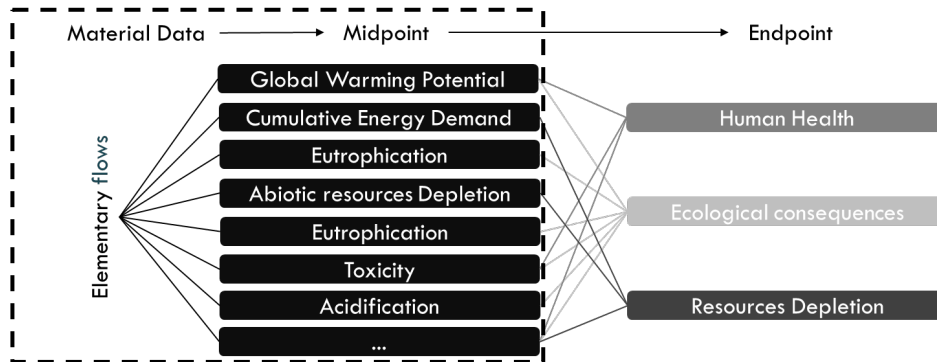 Material Data
Midpoint
Endpoint
Elementary flows
Global Warming Potential
Cumulative Energy Demand
Eutrophication
Abiotic resources Depletion
Eutrophication
Toxicity
Acidification
...
Human Health
Ecological consequences
Resources Depletion